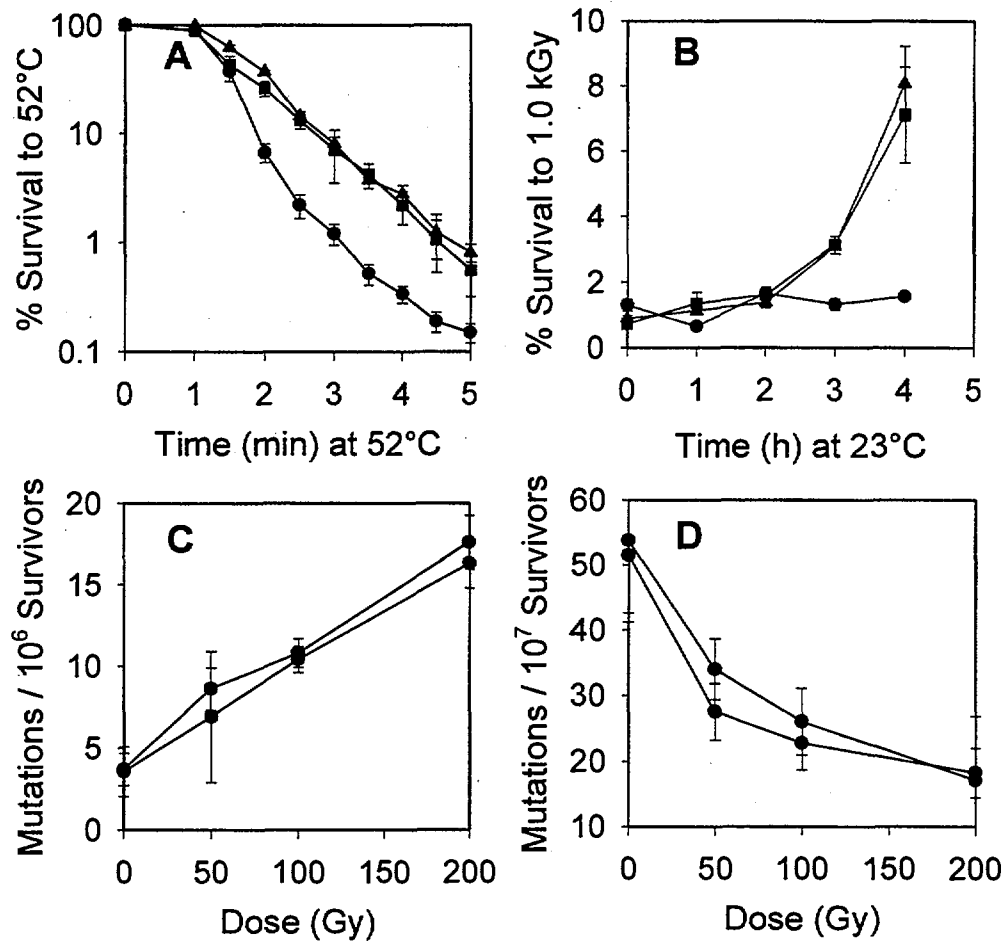 A
% Survival to 52°C
100
10
1
0.1
0 1 2 3 4 5
Time (min) at 52°C
B
% Survival to 1.0 kGy
10
8
6
4
2
0
0 1 2 3 4 5
Time (h) at 23°C
C
Mutations / 10⁶ Survivors
20
15
10
5
0
0 50 100 150 200
Dose (Gy)
D
Mutations / 10⁷ Survivors
60
50
40
30
20
10
0 50 100 150 200
Dose (Gy)